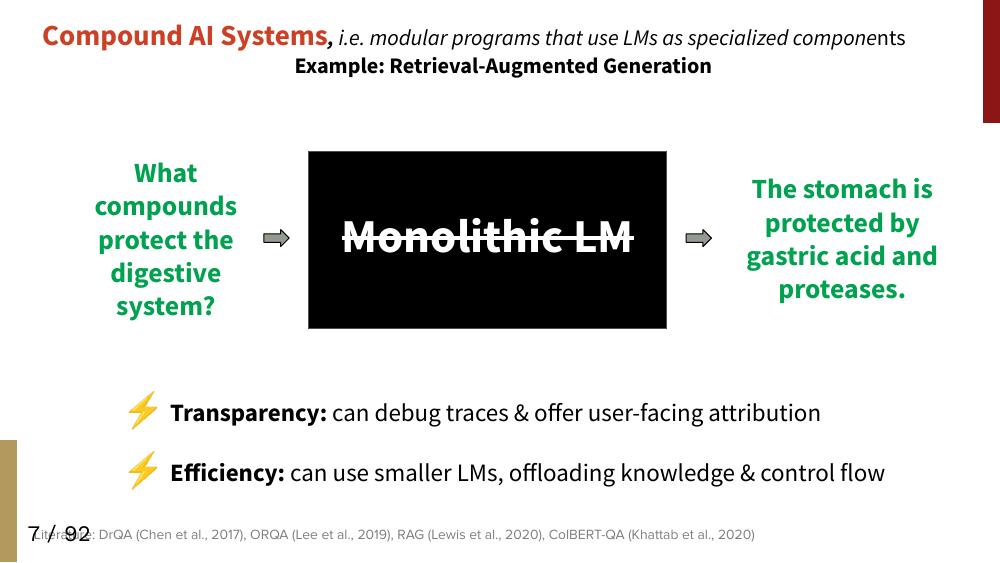 Compound AI Systems, i.e. modular programs that use LMs as specialized components
Example: Retrieval-Augmented Generation
What
compounds
protect the
digestive
system?
Monolithic LM
The stomach is
protected by
gastric acid and
proteases.
⚡ Transparency: can debug traces & offer user-facing attribution
⚡ Efficiency: can use smaller LMs, offloading knowledge & control flow
7 / 92
Literature: DrQA (Chen et al., 2017), ORQA (Lee et al., 2019), RAG (Lewis et al., 2020), ColBERT-QA (Khattab et al., 2020)